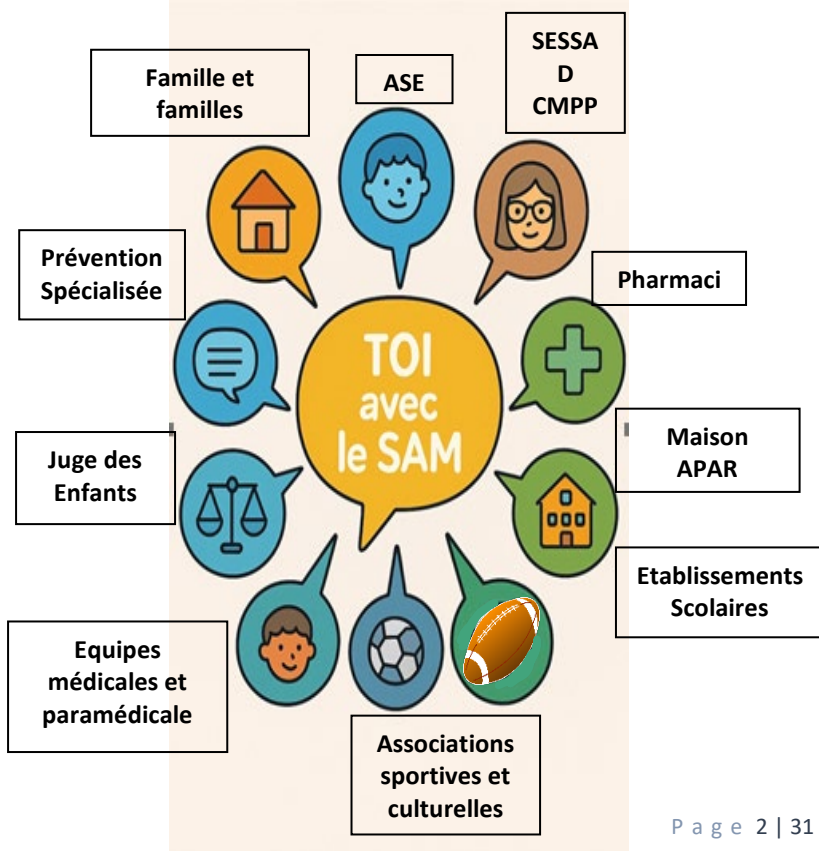 Famille et
familles
ASE
SESSA
D
CMPP
Prévention
Spécialisée
Pharmaci
TOI
avec
le SAM
Juge des
Enfants
Maison
APAR
Etablissements
Scolaires
Equipes
médicales et
paramédicale
Associations
sportives et
culturelles
Page 2 | 31